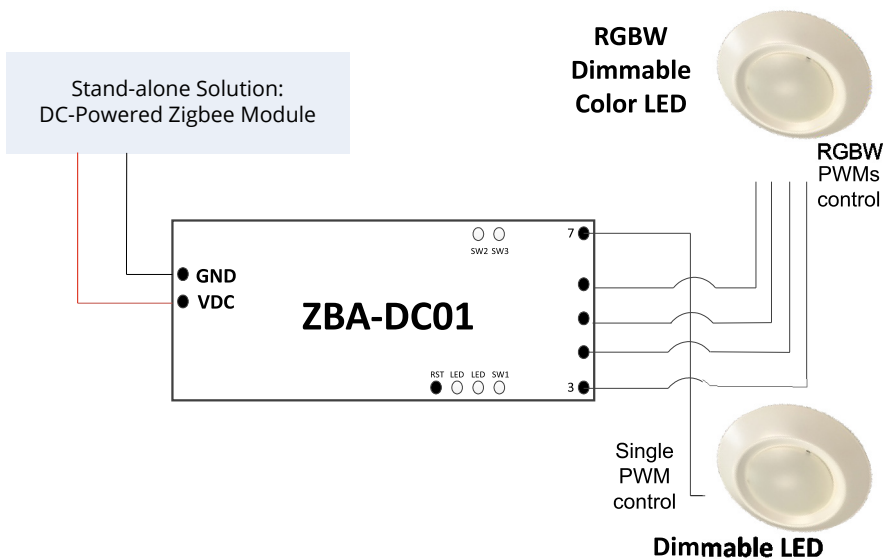 Stand-alone Solution:
DC-Powered Zigbee Module
RGBW
Dimmable
Color LED
RGBW
PWMs
control
7
SW2 SW3
GND
VDC
ZBA-DC01
RST LED LED SW1
3
Single
PWM
control
Dimmable LED